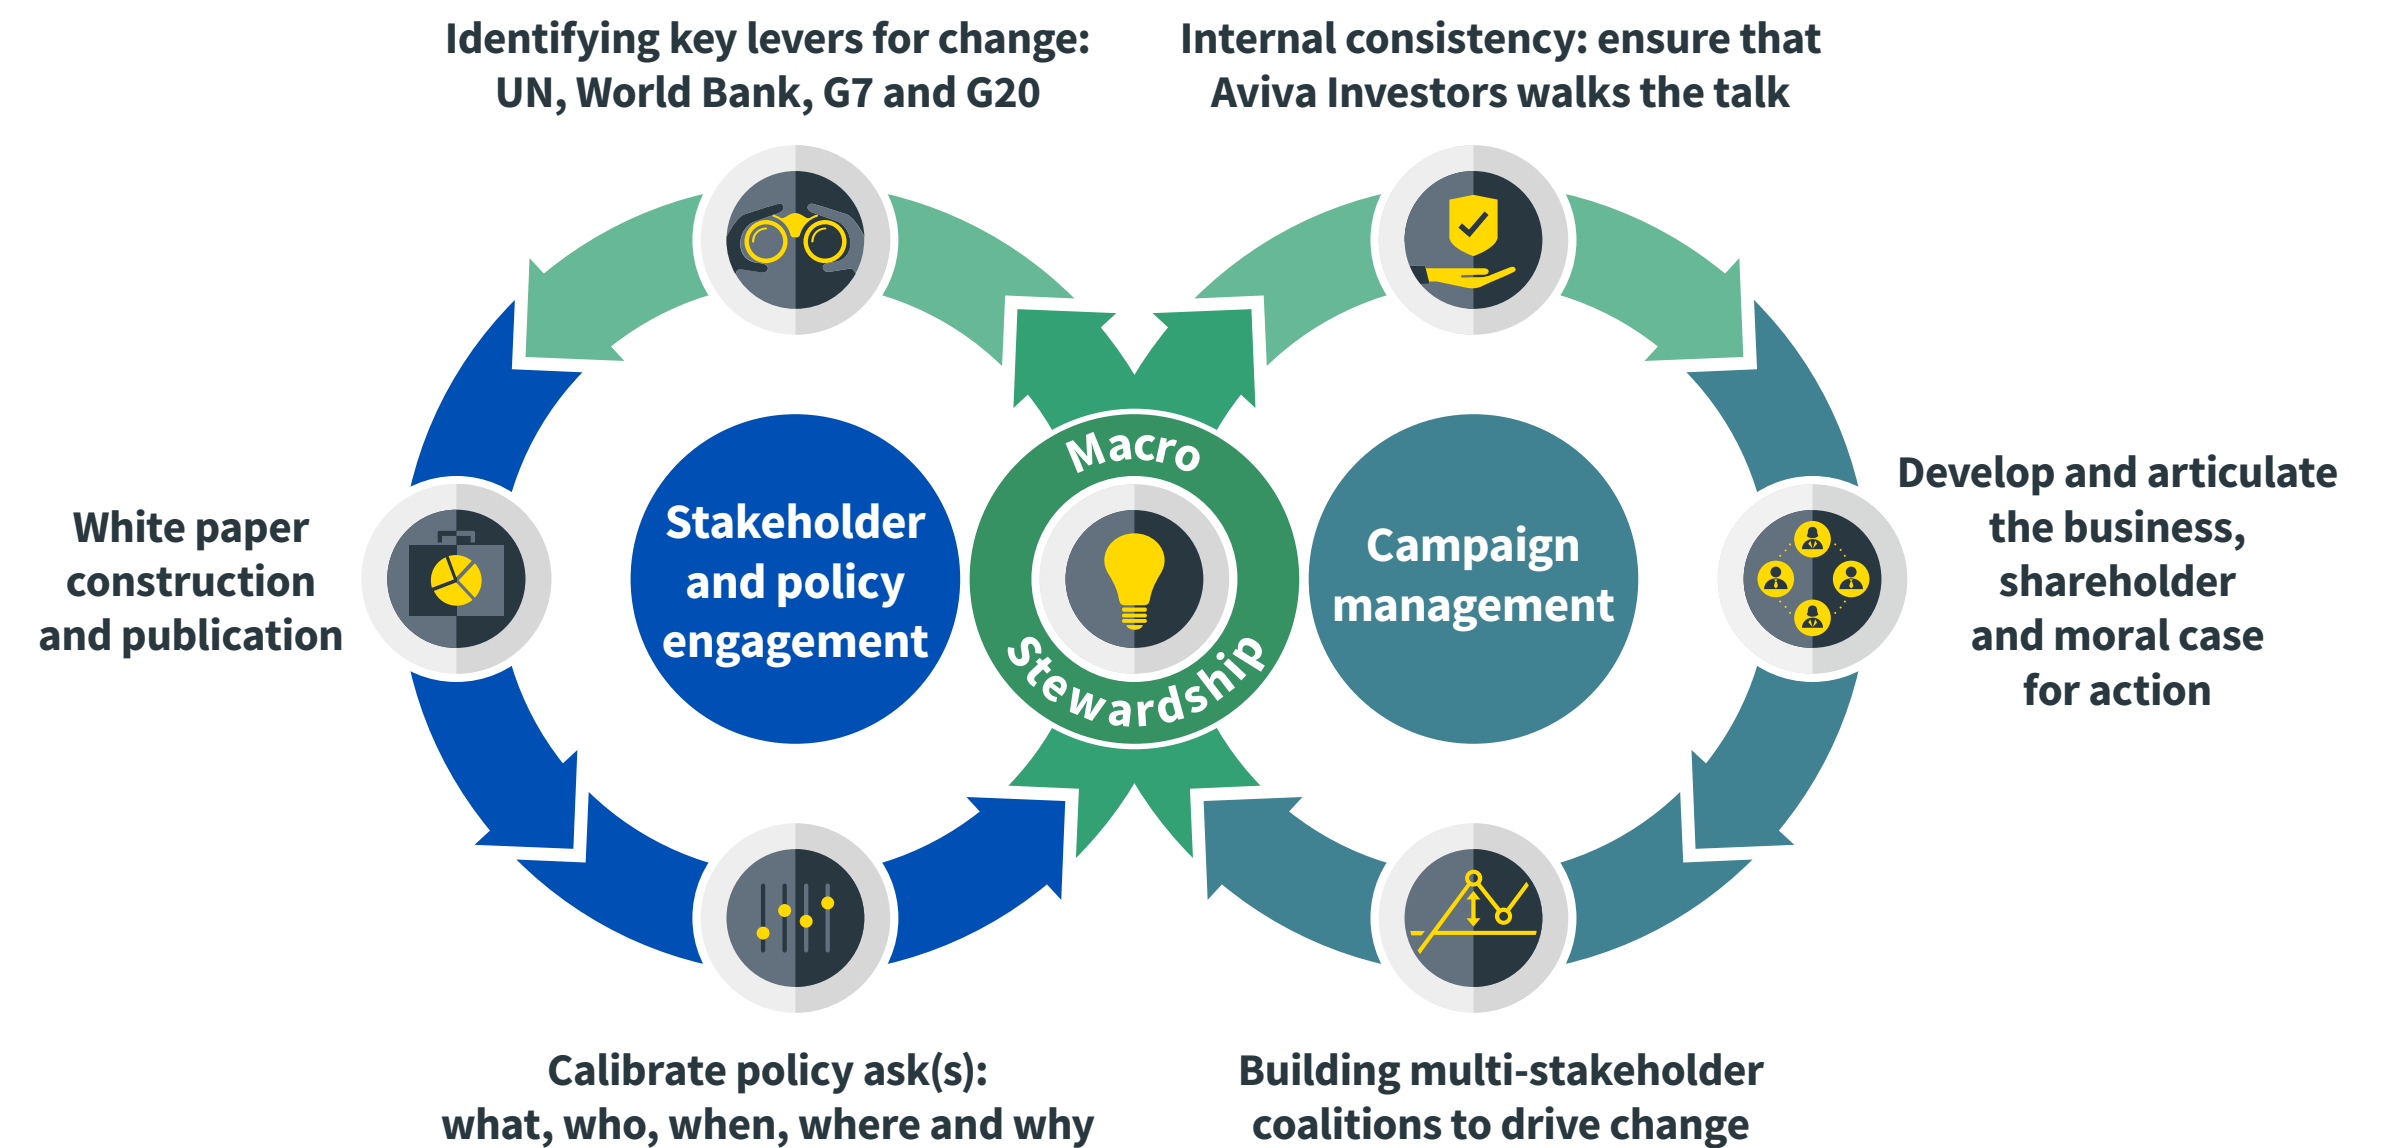 Identifying key levers for change:
UN, World Bank, G7 and G20
Internal consistency: ensure that
Aviva Investors walks the talk
White paper
construction
and publication
Stakeholder
and policy
engagement
Macro
Stewardship
Campaign
management
Develop and articulate
the business,
shareholder
and moral case
for action
Calibrate policy ask(s):
what, who, when, where and why
Building multi-stakeholder
coalitions to drive change